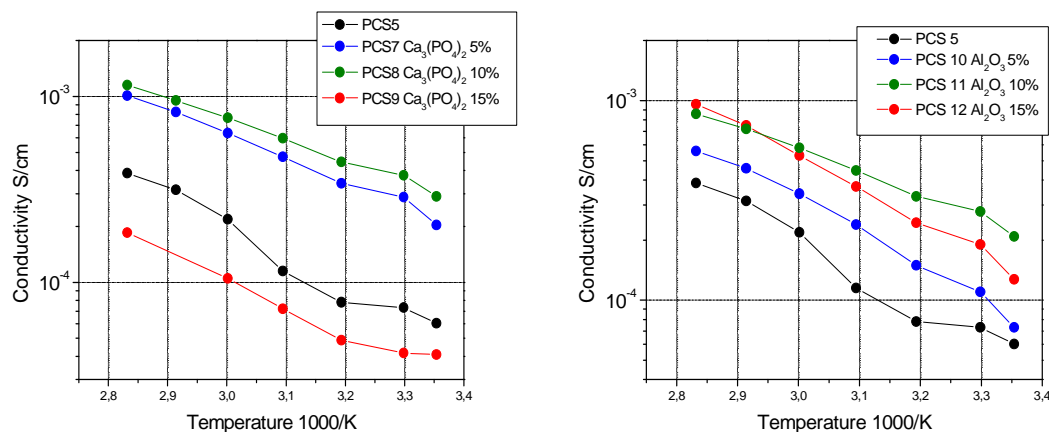 PCS5
PCS7 Ca₃(PO₄)₂ 5%
PCS8 Ca₃(PO₄)₂ 10%
PCS9 Ca₃(PO₄)₂ 15%
10⁻³
10⁻⁴
Conductivity S/cm
2,8 2,9 3,0 3,1 3,2 3,3 3,4
Temperature 1000/K
PCS 5
PCS 10 Al₂O₃ 5%
PCS 11 Al₂O₃ 10%
PCS 12 Al₂O₃ 15%
10⁻³
10⁻⁴
Conductivity S/cm
2,8 2,9 3,0 3,1 3,2 3,3 3,4
Temperature 1000/K